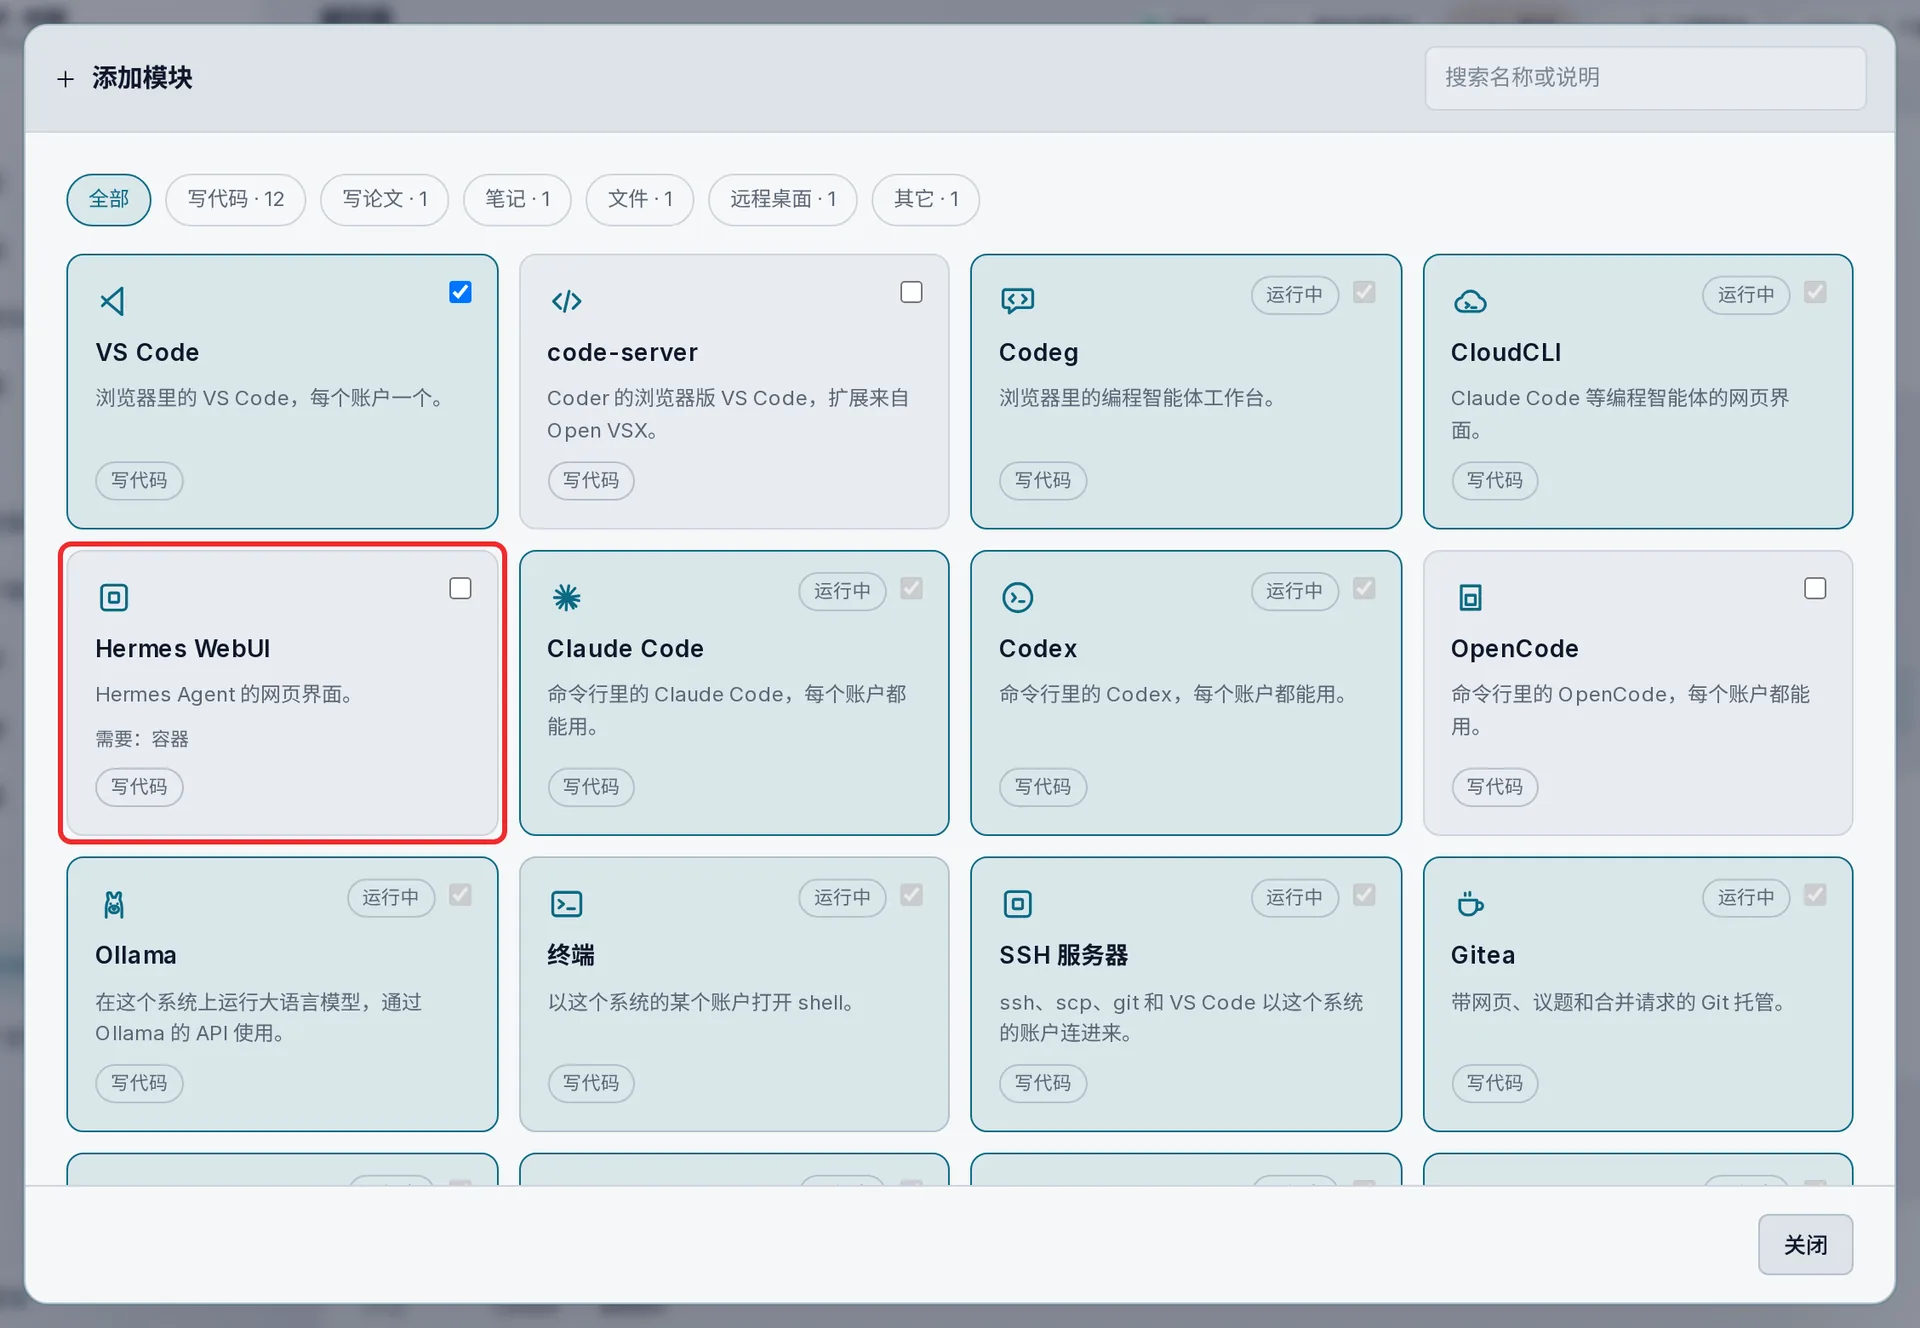 添加模块
搜索名称或说明
全部
写代码 · 12
写论文 · 1
笔记 · 1
文件 · 1
远程桌面 · 1
其它 · 1
VS Code
浏览器里的 VS Code，每个账户一个。
写代码
code-server
Coder 的浏览器版 VS Code，扩展来自
Open VSX。
写代码
运行中
Codeg
浏览器里的编程智能体工作台。
写代码
运行中
CloudCLI
Claude Code 等编程智能体的网页界
面。
写代码
Hermes WebUI
Hermes Agent 的网页界面。
需要：容器
写代码
运行中
Claude Code
命令行里的 Claude Code，每个账户都
能用。
写代码
运行中
Codex
命令行里的 Codex，每个账户都能用。
写代码
OpenCode
命令行里的 OpenCode，每个账户都能
用。
写代码
运行中
Ollama
在这个系统上运行大语言模型，通过
Ollama 的 API 使用。
写代码
运行中
终端
以这个系统的某个账户打开 shell。
写代码
运行中
SSH 服务器
ssh、scp、git 和 VS Code 以这个系统
的账户连进来。
写代码
运行中
Gitea
带网页、议题和合并请求的 Git 托管。
写代码
关闭